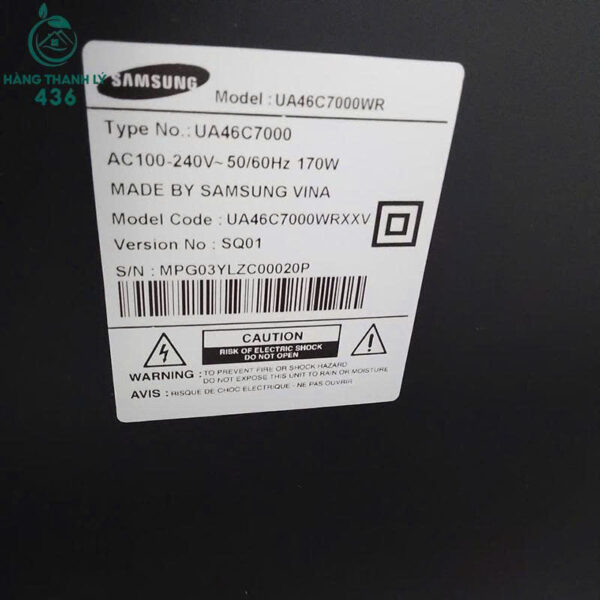 HÀNG THANH LÝ
436
SAMSUNG
Model : UA46C7000WR
Type No.: UA46C7000
AC100-240V~ 50/60Hz 170W
MADE BY SAMSUNG VINA
Model Code : UA46C7000WRXXV
Version No : SQ01
S/N : MPG03YLZC00020P
CAUTION
RISK OF ELECTRIC SHOCK
DO NOT OPEN
WARNING : TO PREVENT FIRE OR SHOCK HAZARD
DO NOT EXPOSE THIS UNIT TO RAIN OR MOISTURE
AVIS : RISQUE DE CHOC ELECTRIQUE - NE PAS OUVRIR